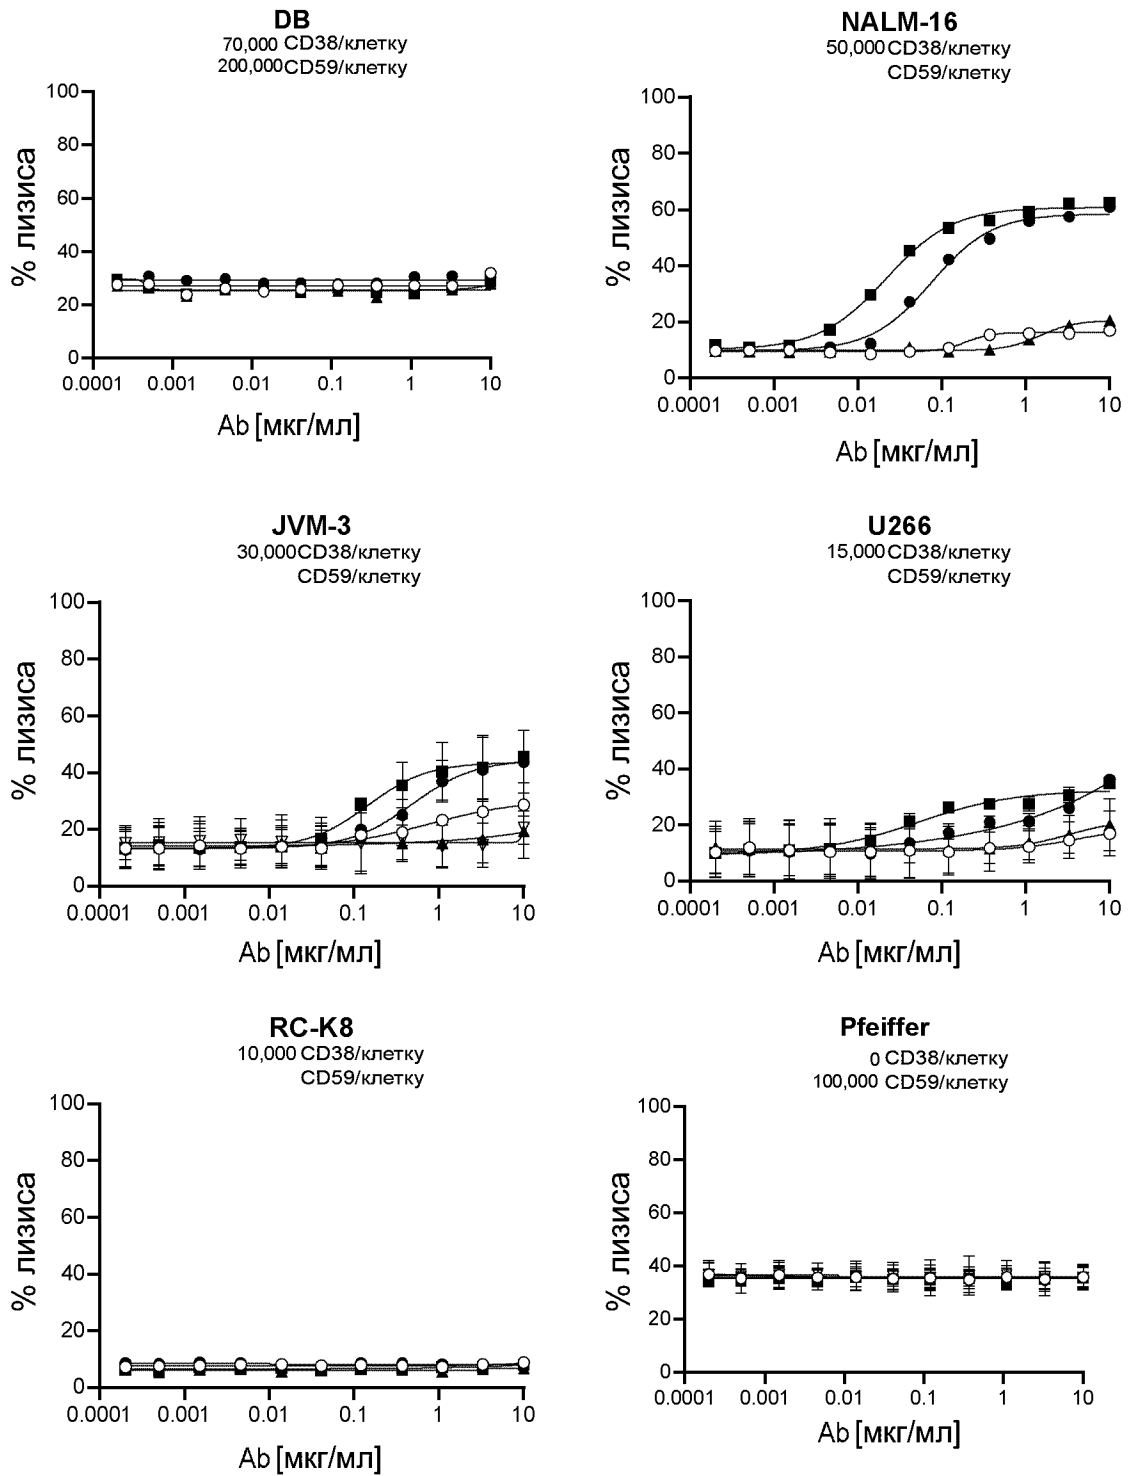 DB
70,000 CD38/клетку
200,000CD59/клетку
100
80
60
40
20
0
% лизиса
0.0001 0.001 0.01 0.1 1 10
Ab [мкг/мл]
NALM-16
50,000CD38/клетку
CD59/клетку
100
80
60
40
20
0
% лизиса
0.0001 0.001 0.01 0.1 1 10
Ab [мкг/мл]
JVM-3
30,000CD38/клетку
CD59/клетку
100
80
60
40
20
0
% лизиса
0.0001 0.001 0.01 0.1 1 10
Ab [мкг/мл]
U266
15,000CD38/клетку
CD59/клетку
100
80
60
40
20
0
% лизиса
0.0001 0.001 0.01 0.1 1 10
Ab [мкг/мл]
RC-K8
10,000 CD38/клетку
CD59/клетку
100
80
60
40
20
0
% лизиса
0.0001 0.001 0.01 0.1 1 10
Ab [мкг/мл]
Pfeiffer
0 CD38/клетку
100,000 CD59/клетку
100
80
60
40
20
0
% лизиса
0.0001 0.001 0.01 0.1 1 10
Ab [мкг/мл]